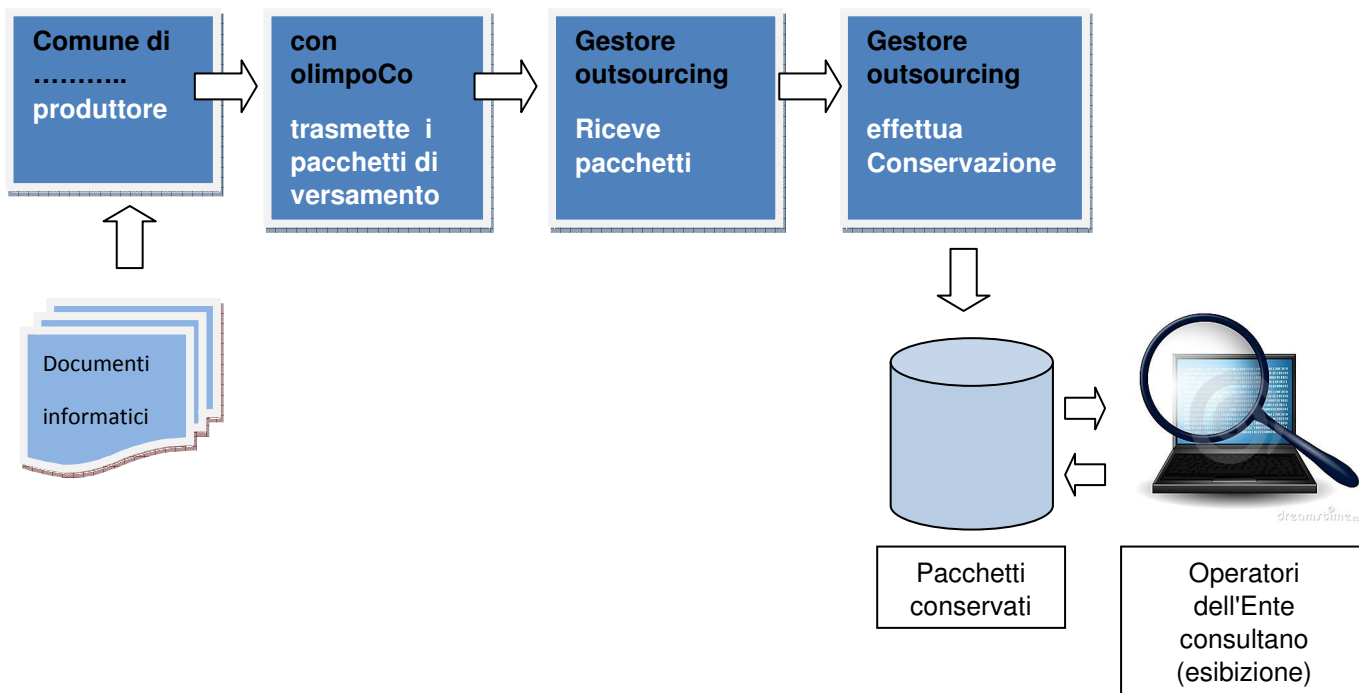 Comune di
………..
produttore
con
olimpoCo
trasmette i
pacchetti di
versamento
Gestore
outsourcing
Riceve
pacchetti
Gestore
outsourcing
effettua
Conservazione
Documenti
informatici
Pacchetti
conservati
Operatori
dell'Ente
consultano
(esibizione)